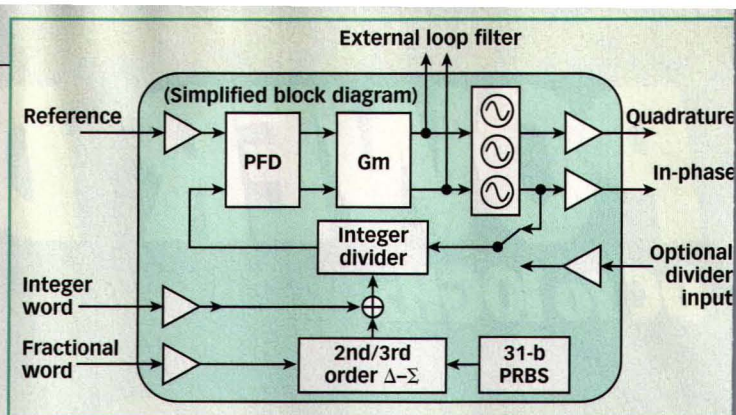 External loop filter
(Simplified block diagram)
Reference
PFD
Gm
Quadrature
In-phase
Integer
divider
Optional
divider
input
Integer
word
Fractional
word
2nd/3rd
order Δ–Σ
31-b
PRBS